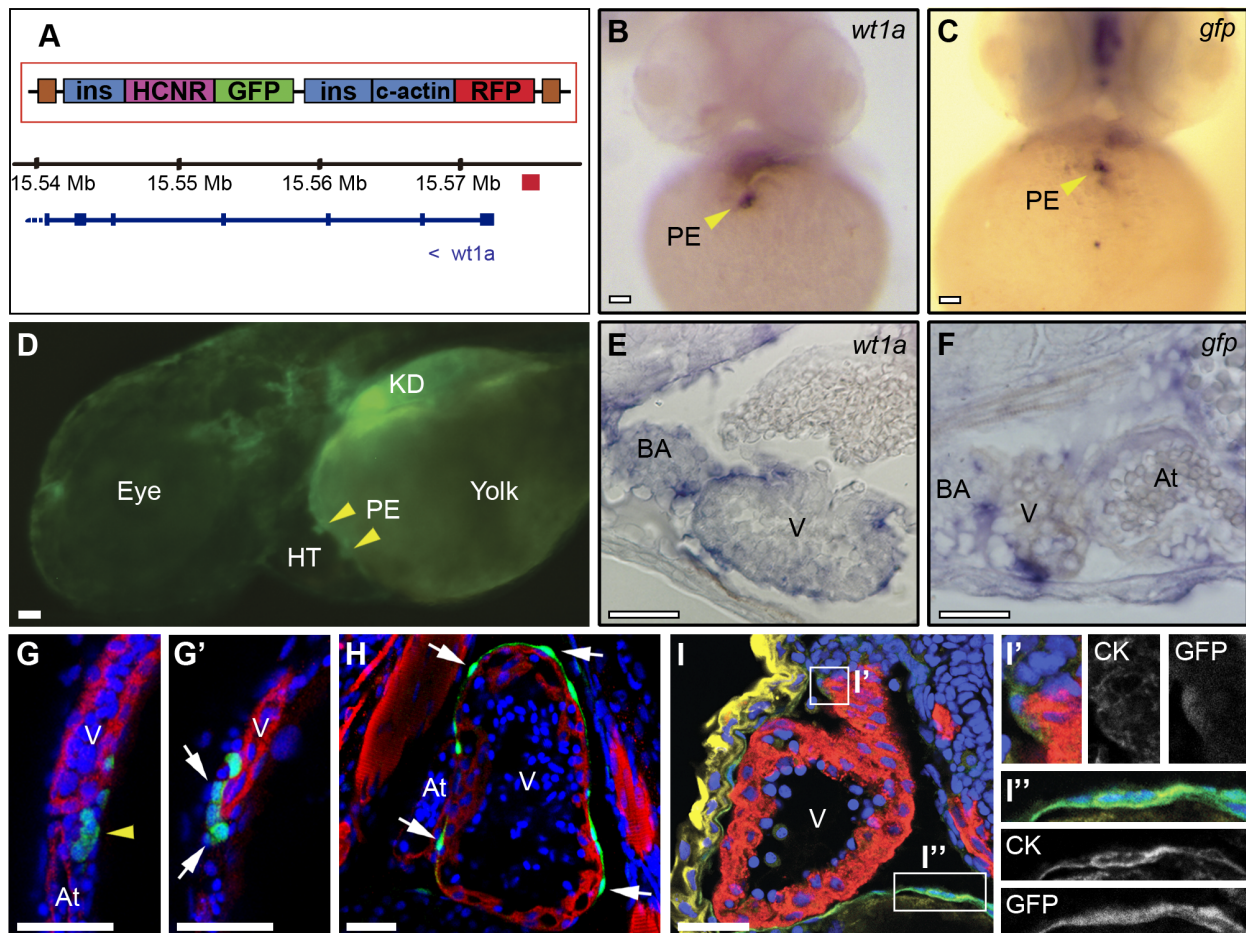 A
ins HCNR GFP ins c-actin RFP
15.54 Mb 15.55 Mb 15.56 Mb 15.57 Mb
< wt1a
B wt1a
PE
C gfp
PE
D
KD
Eye PE Yolk
HT
E wt1a
BA
V
F gfp
At
BA V
G
V
At
G’
V
H
At V
I
I’
V
I’’
I’ CK GFP
I’’
CK
GFP